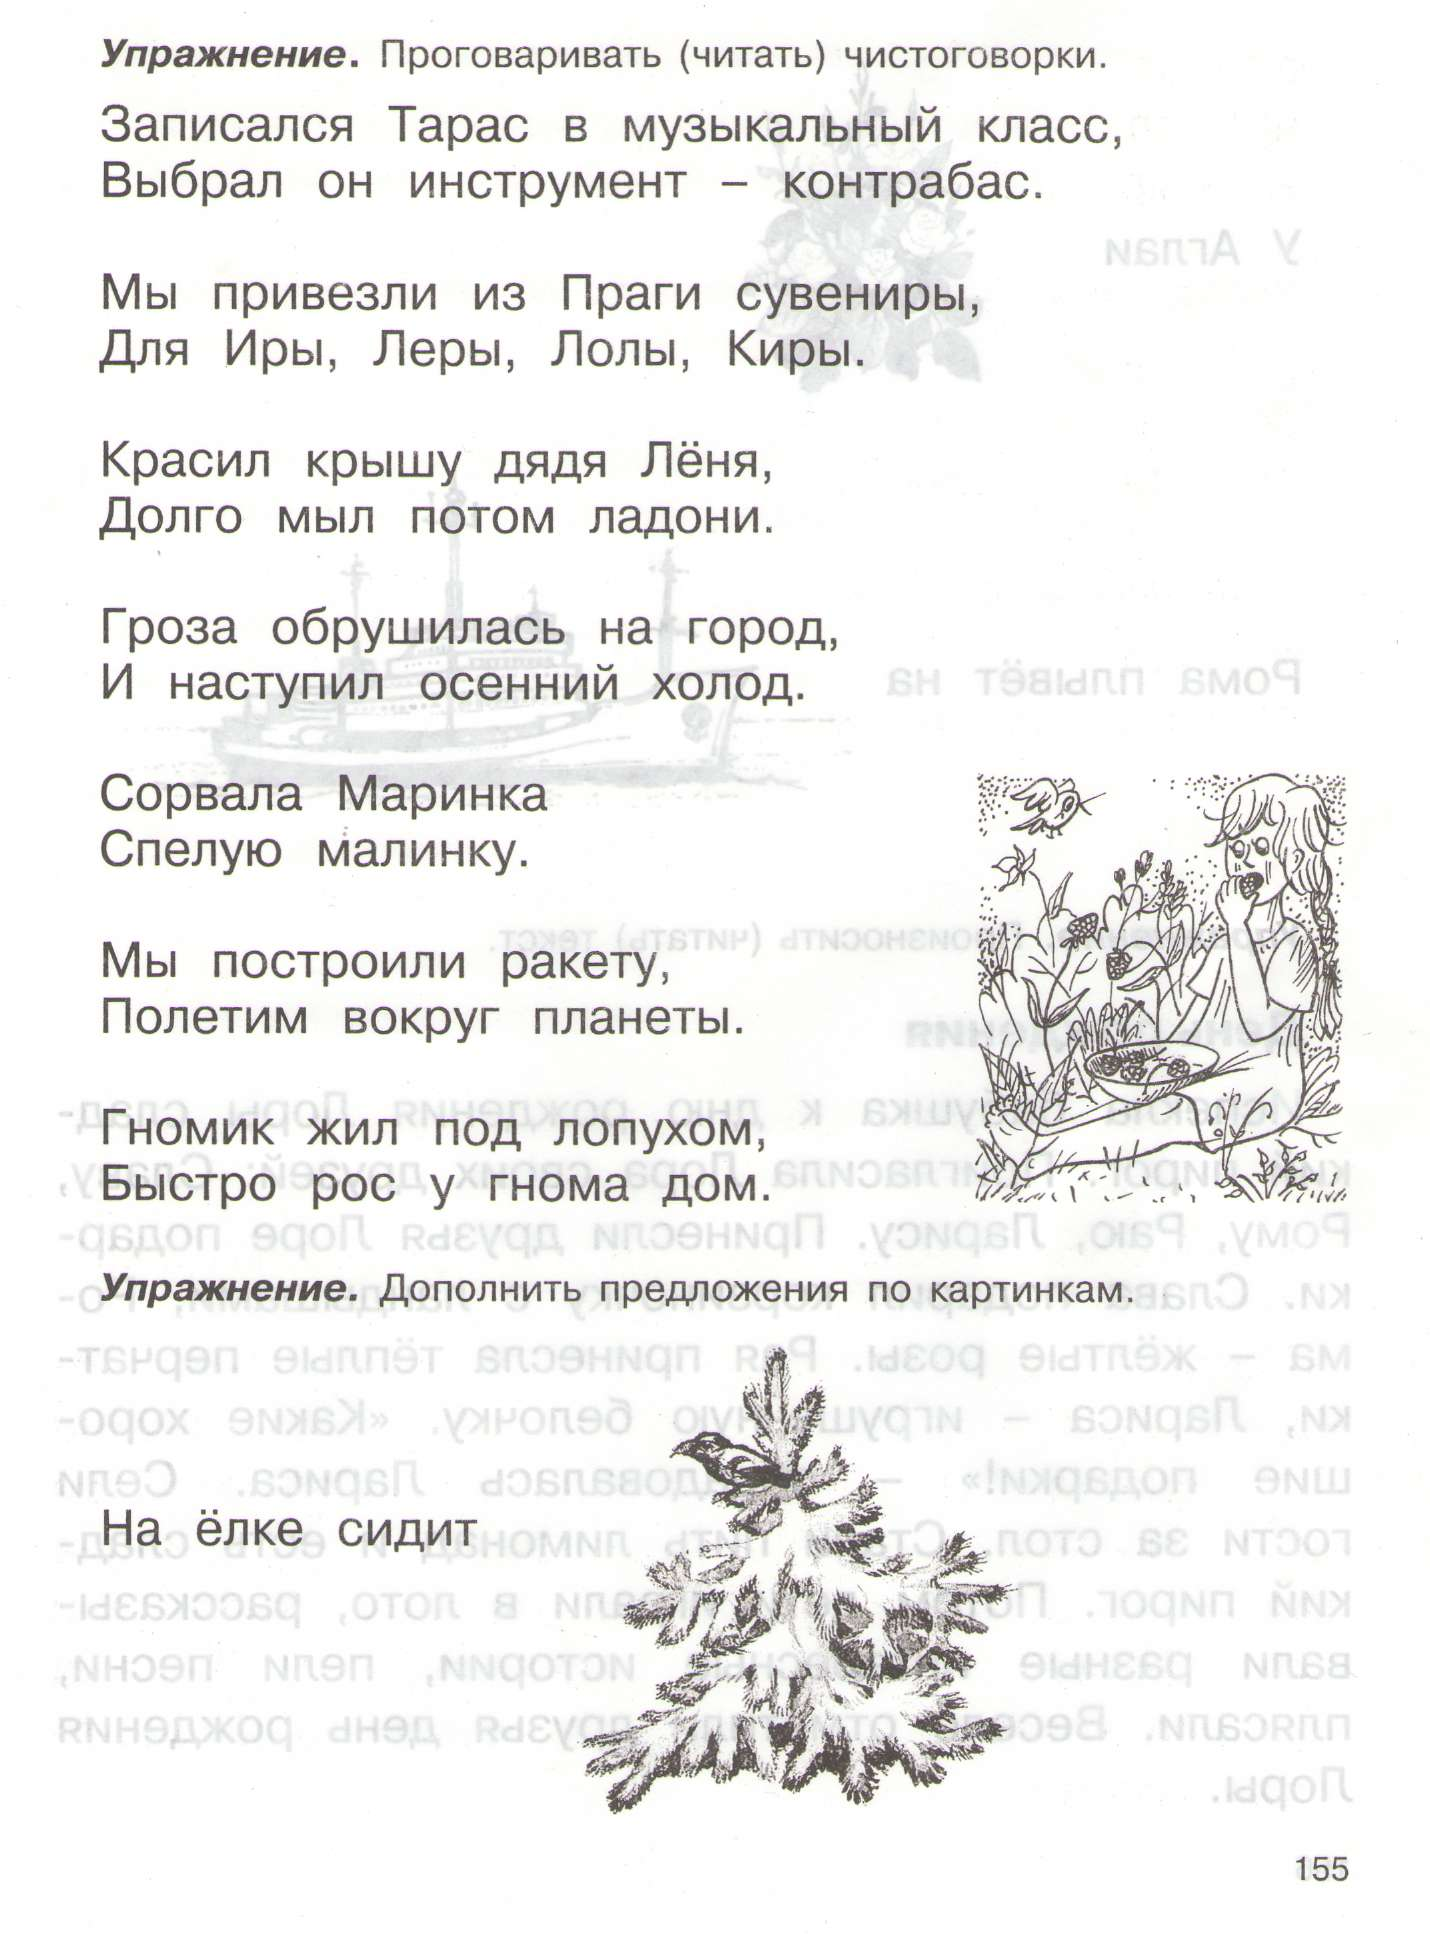 Упражнение. Проговаривать (читать) чистоговорки.
Записался Тарас в музыкальный класс,
Выбрал он инструмент – контрабас.
Мы привезли из Праги сувениры,
Для Иры, Леры, Лолы, Киры.
Красил крышу дядя Лёня,
Долго мыл потом ладони.
Гроза обрушилась на город,
И наступил осенний холод.
Сорвала Маринка
Спелую малинку.
Мы построили ракету,
Полетим вокруг планеты.
Гномик жил под лопухом,
Быстро рос у гнома дом.
Упражнение. Дополнить предложения по картинкам.
На ёлке сидит
155